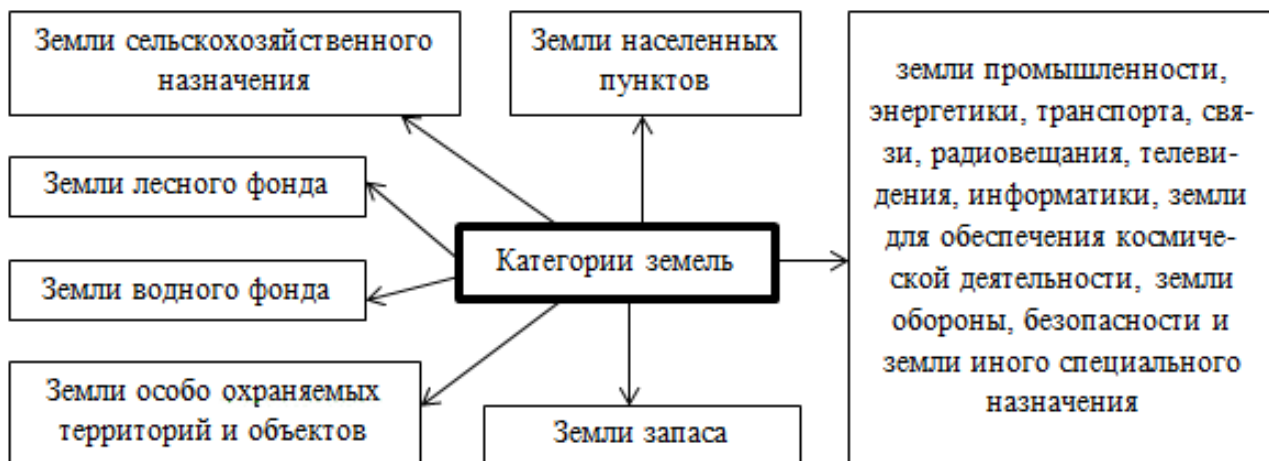 Земли сельскохозяйственного
назначения
Земли населенных
пунктов
земли промышленности,
энергетики, транспорта, свя-
зи, радиовещания, телеви-
дения, информатики, земли
для обеспечения космиче-
ской деятельности, земли
обороны, безопасности и
земли иного специального
назначения
Земли лесного фонда
Категории земель
Земли водного фонда
Земли особо охраняемых
территорий и объектов
Земли запаса